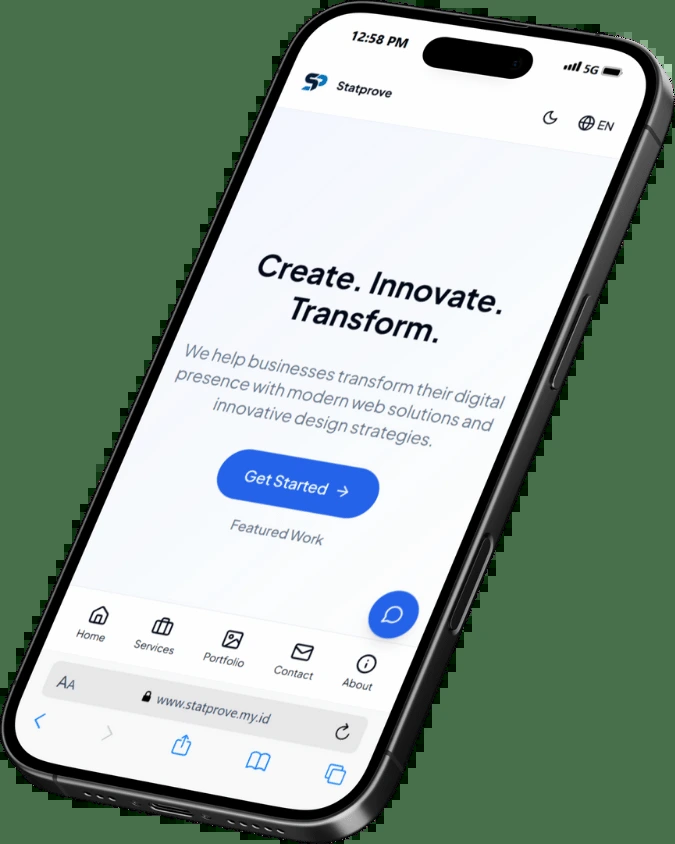 12:58 PM
5G
SP
Statprove
EN
Create. Innovate.
Transform.
We help businesses transform their digital
presence with modern web solutions and
innovative design strategies.
Get Started →
Featured Work
Home
Services
Portfolio
Contact
About
AA
www.statprove.my.id